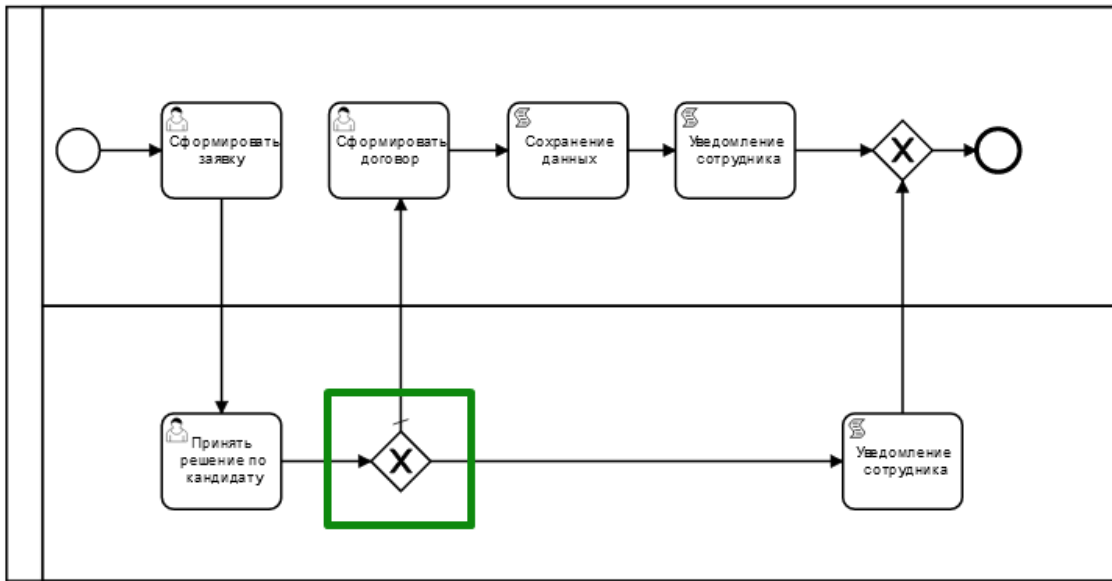 Сформировать
заявку
Сформировать
договор
Сохранение
данных
Уведомление
сотрудника
Принять
решение по
кандидату
Уведомление
сотрудника